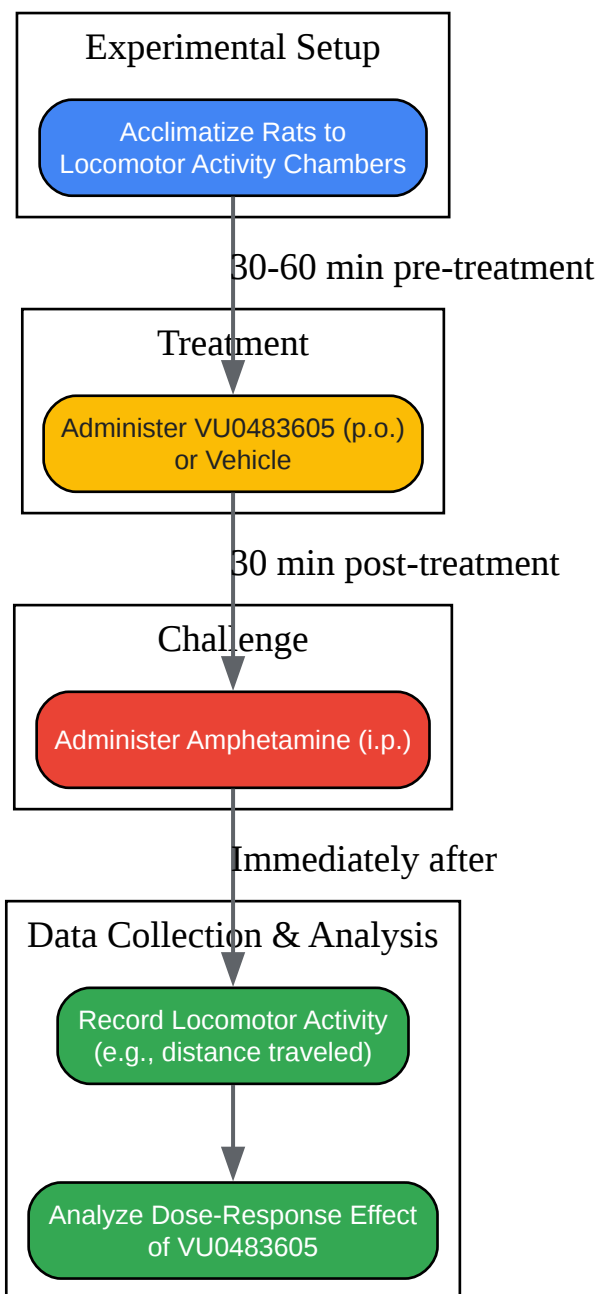 Experimental Setup
Acclimatize Rats to
Locomotor Activity Chambers
30-60 min pre-treatment
Treatment
Administer VU0483605 (p.o.)
or Vehicle
30 min post-treatment
Challenge
Administer Amphetamine (i.p.)
Immediately after
Data Collection & Analysis
Record Locomotor Activity
(e.g., distance traveled)
Analyze Dose-Response Effect
of VU0483605